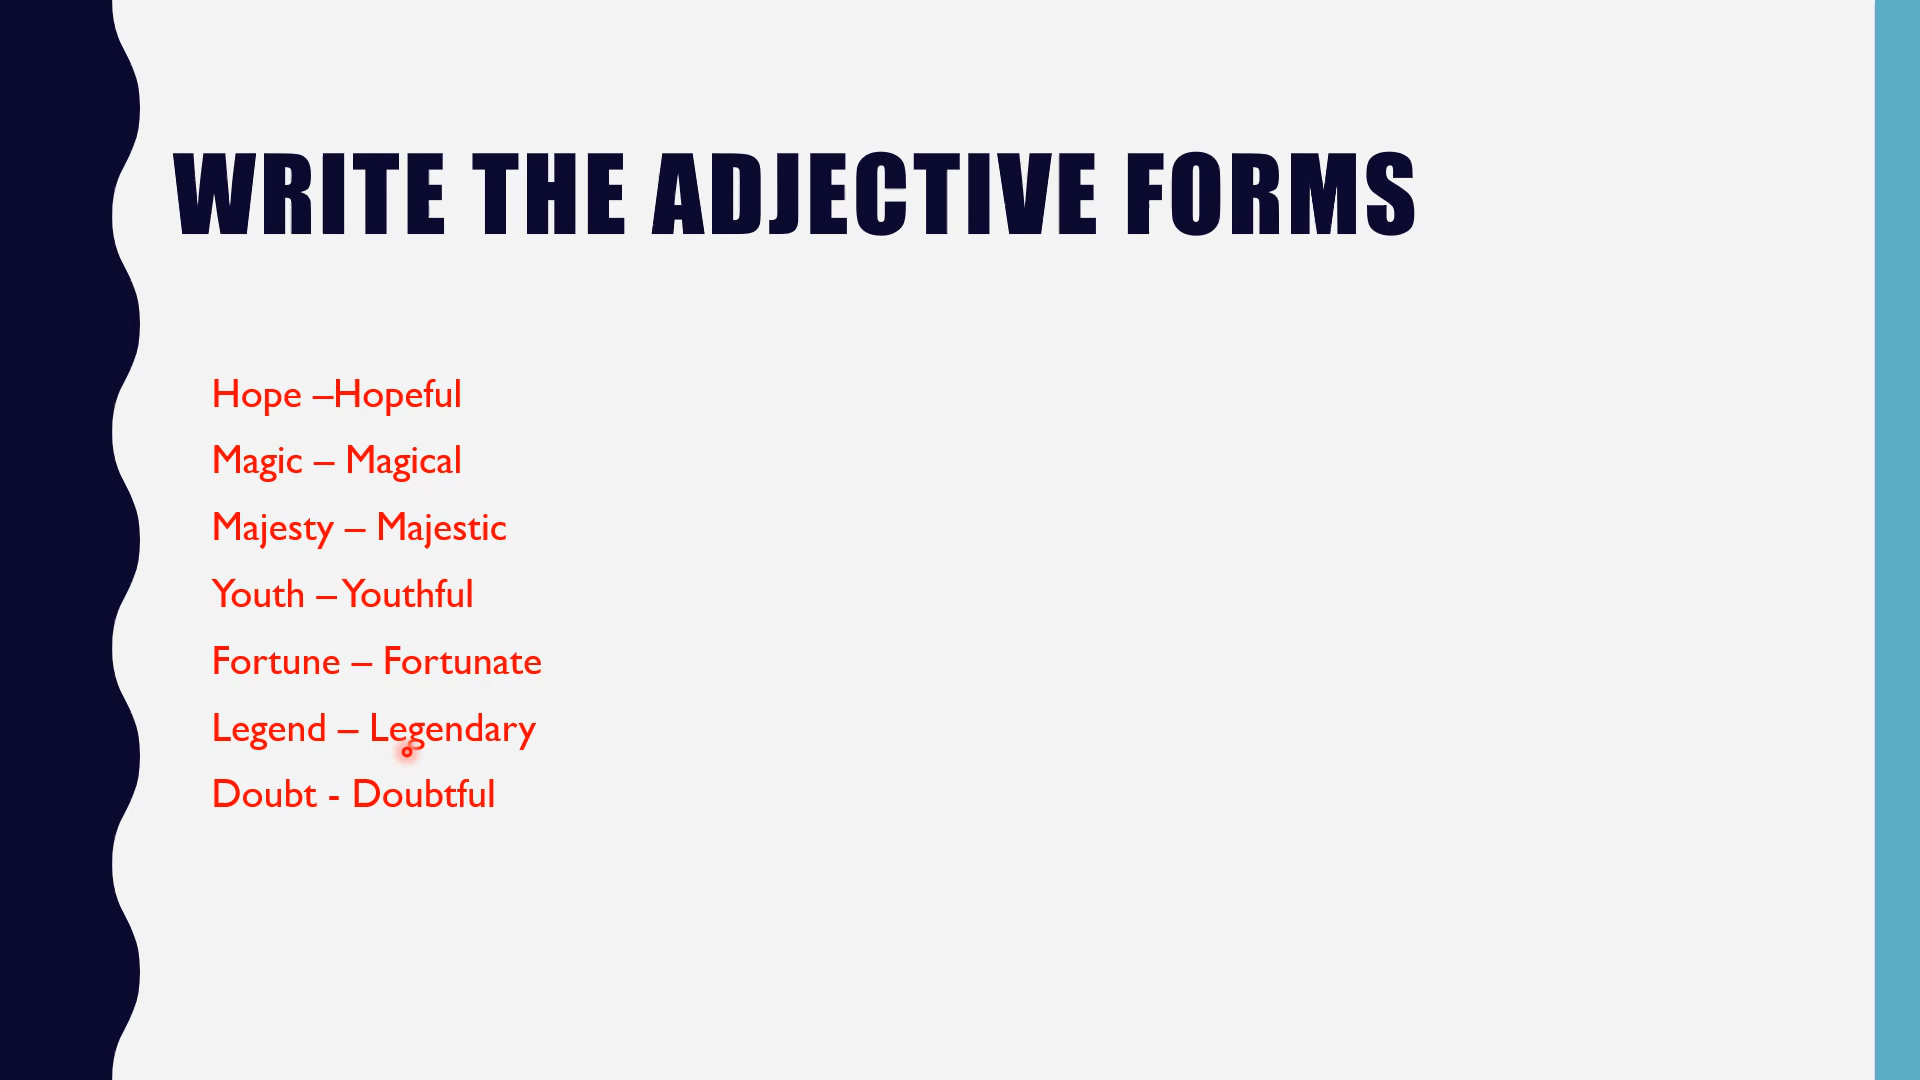 WRITE THE ADJECTIVE FORMS
Hope –Hopeful
Magic – Magical
Majesty – Majestic
Youth – Youthful
Fortune – Fortunate
Legend – Legendary
Doubt - Doubtful